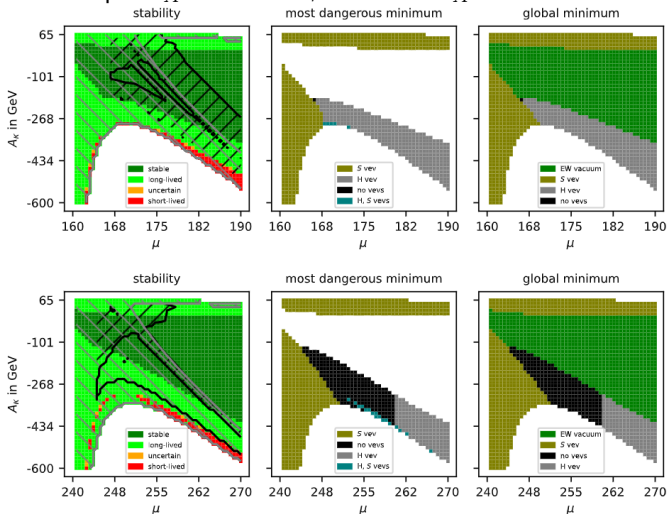 stability
most dangerous minimum
global minimum
65
-101
-268
-434
-600
Aκ in GeV
stable
long-lived
uncertain
short-lived
S vev
H vev
no vevs
H, S vevs
EW vacuum
S vev
H vev
no vevs
160 168 175 182 190
160 168 175 182 190
160 168 175 182 190
μ
μ
μ
stability
most dangerous minimum
global minimum
65
-101
-268
-434
-600
Aκ in GeV
stable
long-lived
uncertain
short-lived
S vev
no vevs
H vev
H, S vevs
EW vacuum
S vev
no vevs
H vev
240 248 255 262 270
240 248 255 262 270
240 248 255 262 270
μ
μ
μ